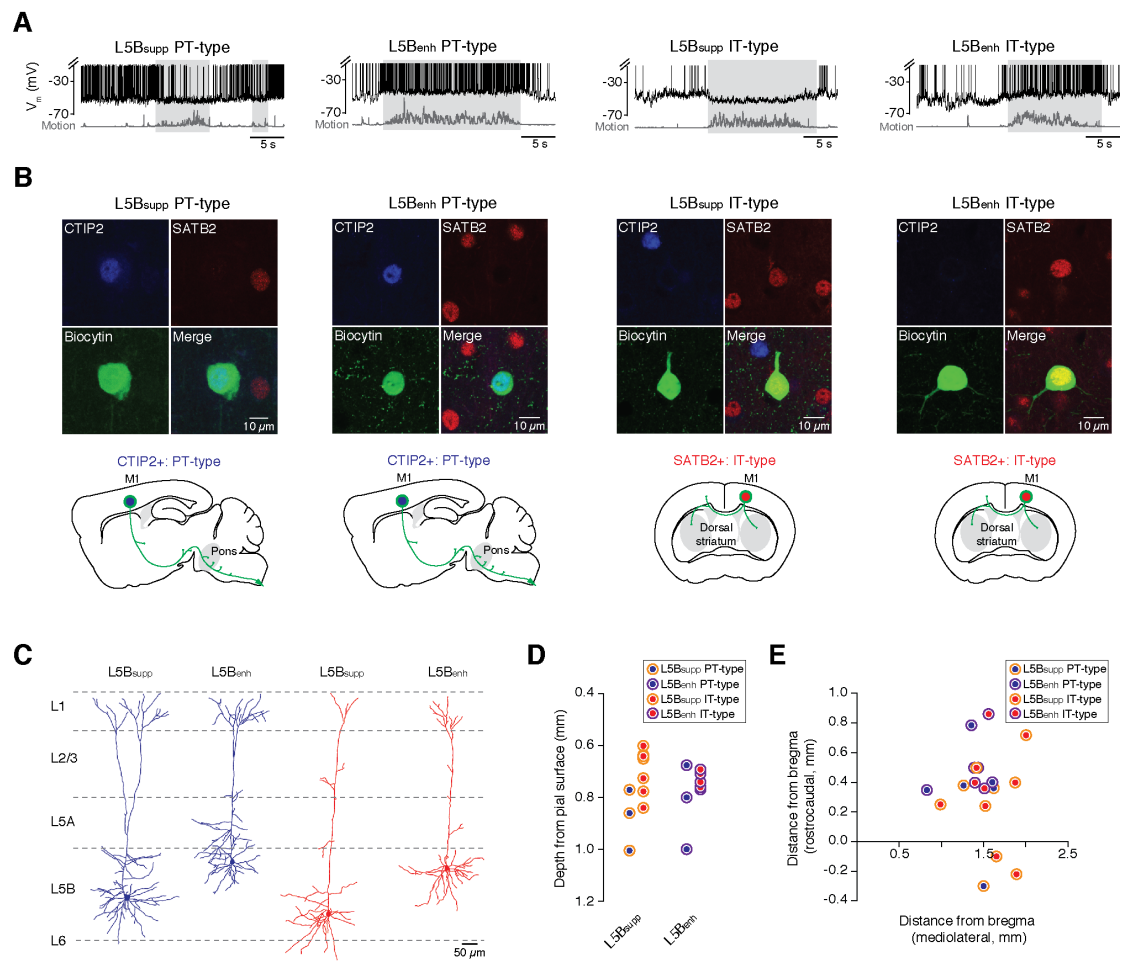 A
L5Bsupp PT-type
L5Benh PT-type
L5Bsupp IT-type
L5Benh IT-type
Vm (mV)
-30
-70
Motion
5 s
-30
-70
Motion
5 s
-30
-70
Motion
5 s
-30
-70
Motion
5 s
B
L5Bsupp PT-type
L5Benh PT-type
L5Bsupp IT-type
L5Benh IT-type
CTIP2
SATB2
Biocytin
Merge
10 µm
CTIP2
SATB2
Biocytin
Merge
10 µm
CTIP2
SATB2
Biocytin
Merge
10 µm
CTIP2
SATB2
Biocytin
Merge
10 µm
CTIP2+: PT-type
M1
Pons
CTIP2+: PT-type
M1
Pons
SATB2+: IT-type
M1
Dorsal
striatum
SATB2+: IT-type
M1
Dorsal
striatum
C
L5Bsupp
L5Benh
L5Bsupp
L5Benh
L1
L2/3
L5A
L5B
L6
50 µm
D
L5Bsupp PT-type
L5Benh PT-type
L5Bsupp IT-type
L5Benh IT-type
Depth from pial surface (mm)
0.4
0.6
0.8
1.0
1.2
L5Bsupp
L5Benh
E
L5Bsupp PT-type
L5Benh PT-type
L5Bsupp IT-type
L5Benh IT-type
Distance from bregma
(rostrocaudal, mm)
1.0
0.8
0.6
0.4
0.2
0.0
-0.2
-0.4
0.5
1.5
2.5
Distance from bregma
(mediolateral, mm)